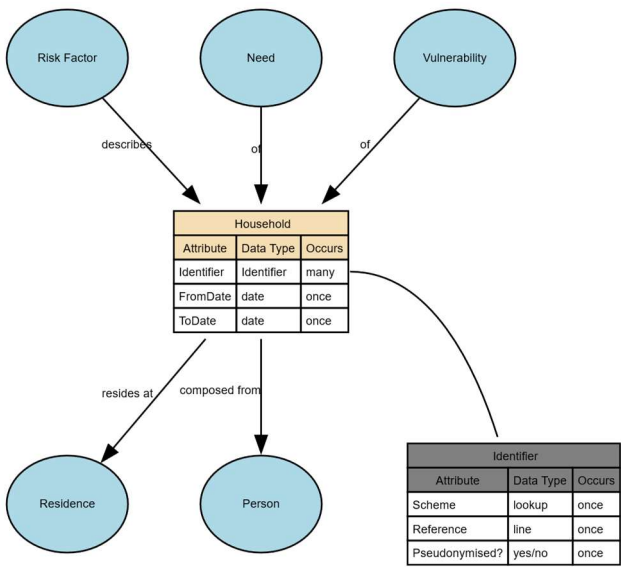 Risk Factor
Need
Vulnerability
describes
of
of
Household
Attribute Data Type Occurs
Identifier Identifier many
FromDate date once
ToDate date once
resides at
composed from
Residence
Person
Identifier
Attribute Data Type Occurs
Scheme lookup once
Reference line once
Pseudonymised? yes/no once